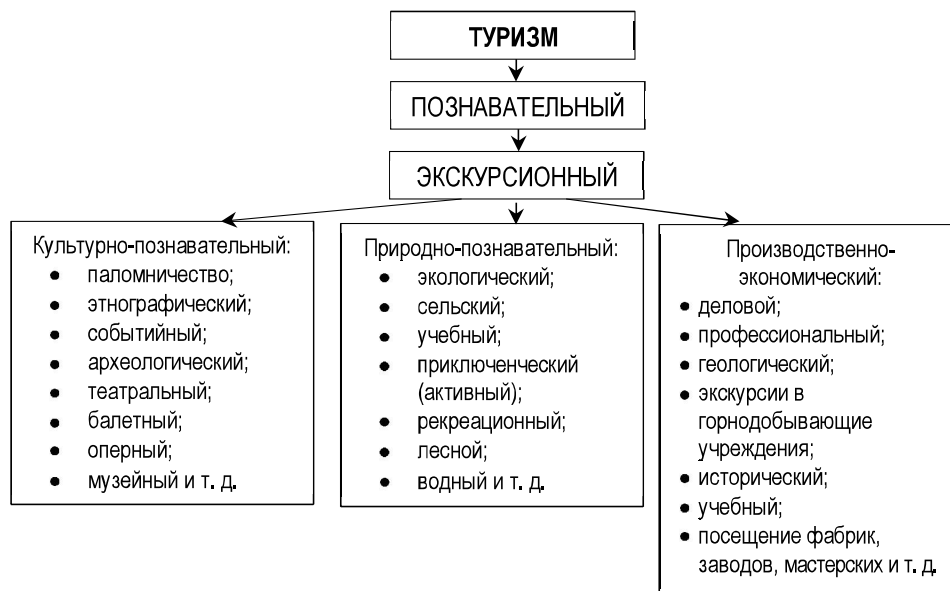 ТУРИЗМ
ПОЗНАВАТЕЛЬНЫЙ
ЭКСКУРСИОННЫЙ
Культурно-познавательный:
● паломничество;
● этнографический;
● событийный;
● археологический;
● театральный;
● балетный;
● оперный;
● музейный и т. д.
Природно-познавательный:
● экологический;
● сельский;
● учебный;
● приключенческий
(активный);
● рекреационный;
● лесной;
● водный и т. д.
Производственно-
экономический:
● деловой;
● профессиональный;
● геологический;
● экскурсии в
горнодобывающие
учреждения;
● исторический;
● учебный;
● посещение фабрик,
заводов, мастерских и т. д.